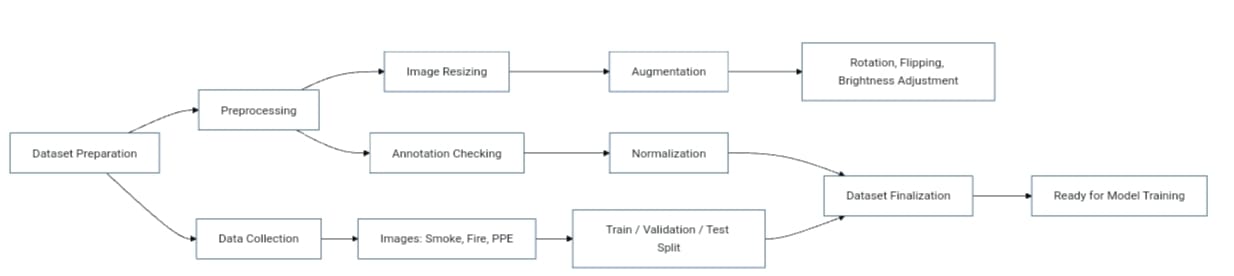 Dataset Preparation
Preprocessing
Image Resizing
Augmentation
Rotation, Flipping,
Brightness Adjustment
Annotation Checking
Normalization
Data Collection
Images: Smoke, Fire, PPE
Train / Validation / Test
Split
Dataset Finalization
Ready for Model Training